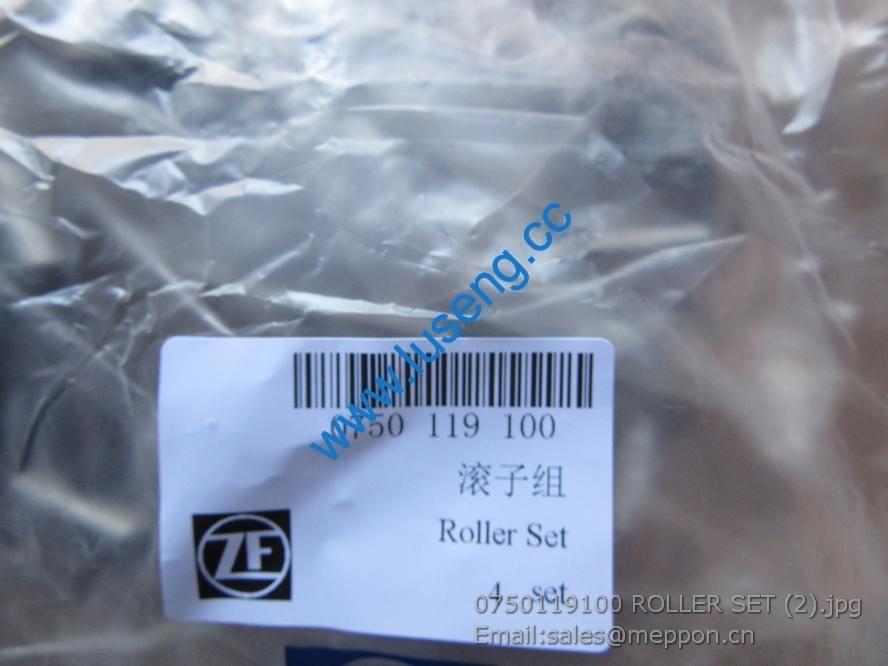 www.luseng.cc
0750 119 100
滚子组
Roller Set
4 set
ZF
0750119100 ROLLER SET (2).jpg
Email:sales@meppon.cn